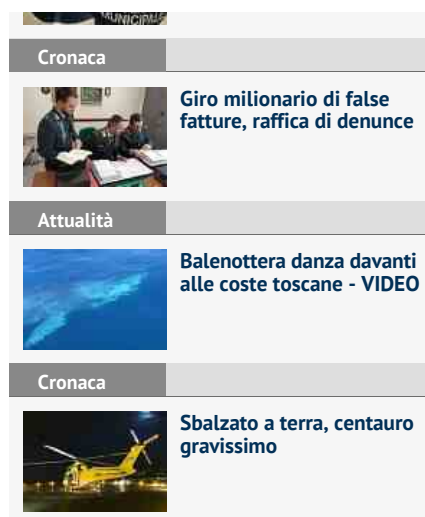 MUNICIPALE
Cronaca
Giro milionario di false
fatture, raffica di denunce
Attualità
Balenottera danza davanti
alle coste toscane - VIDEO
Cronaca
Sbalzato a terra, centauro
gravissimo